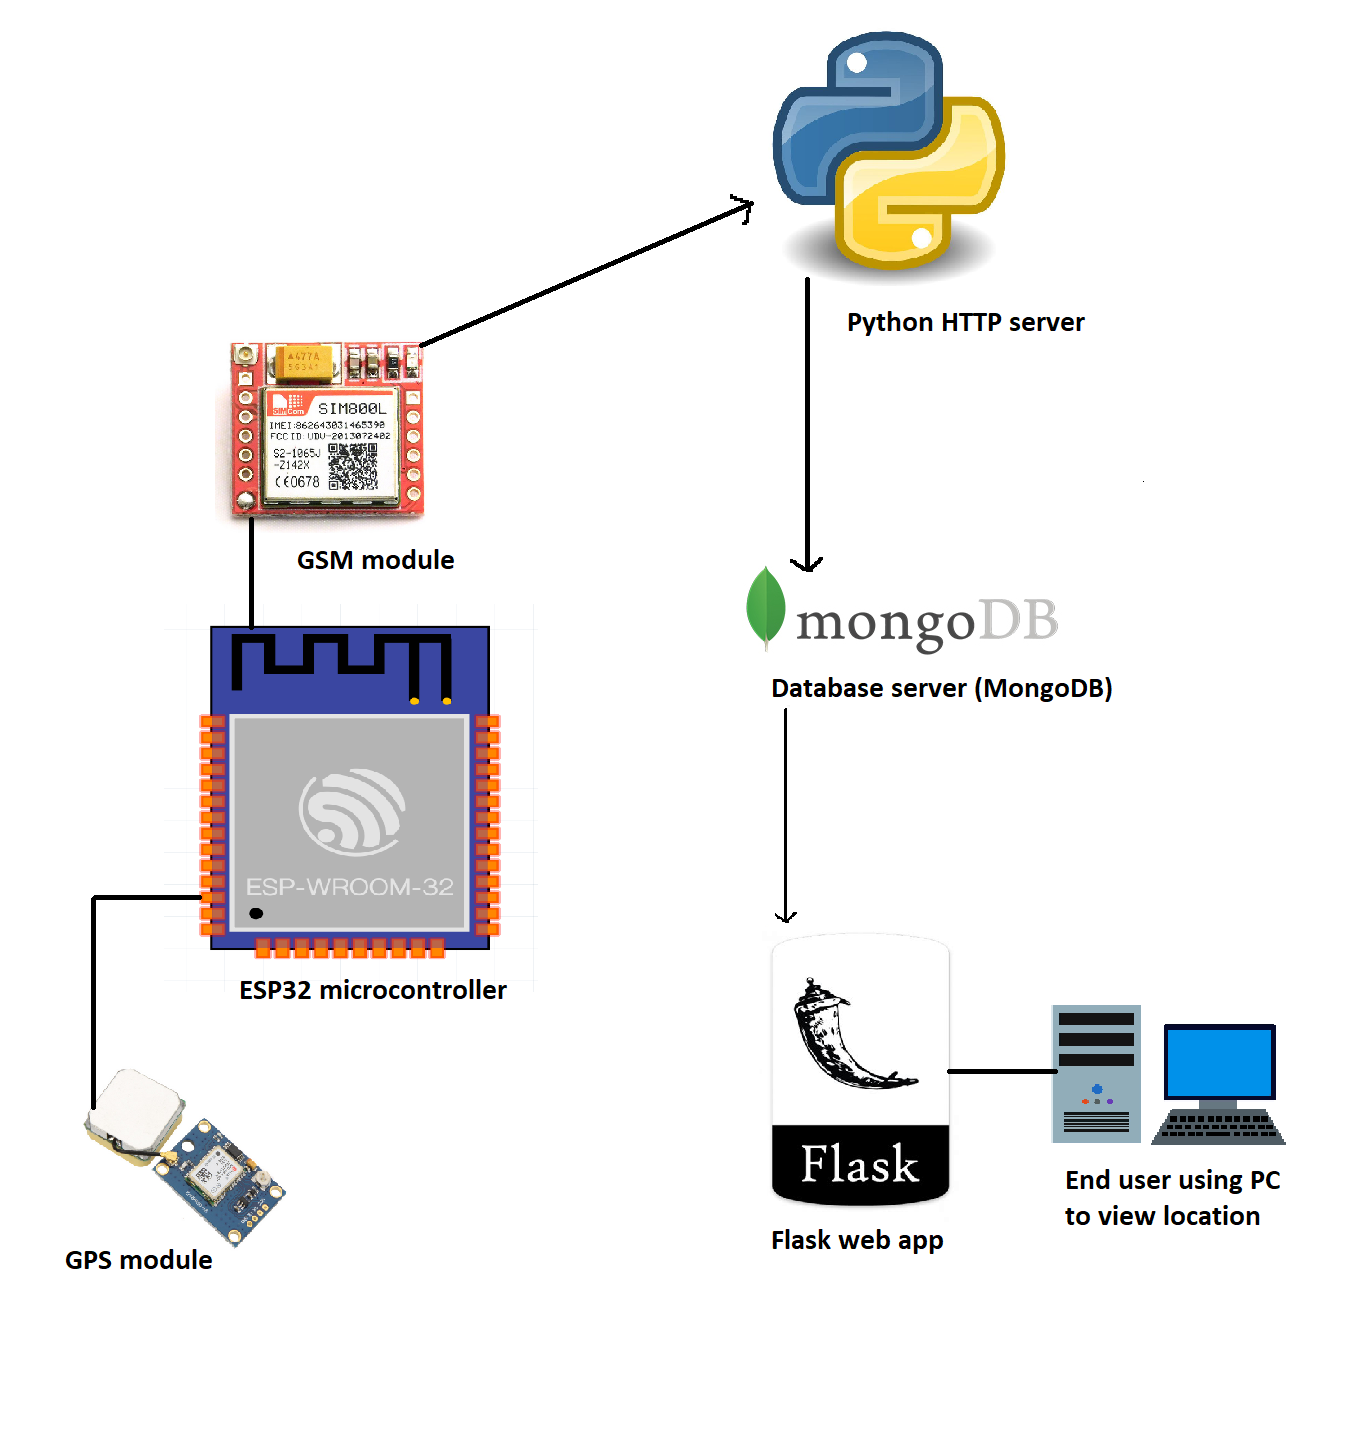 Python HTTP server
▲477A
SIM800L
IMEI:862643031465390
FCC ID: UDV-2013072402
S2-1065J
-Z142X
CE0678
GSM module
mongoDB
Database server (MongoDB)
ESP-WROOM-32
ESP32 microcontroller
Flask
End user using PC
to view location
Flask web app
GPS module